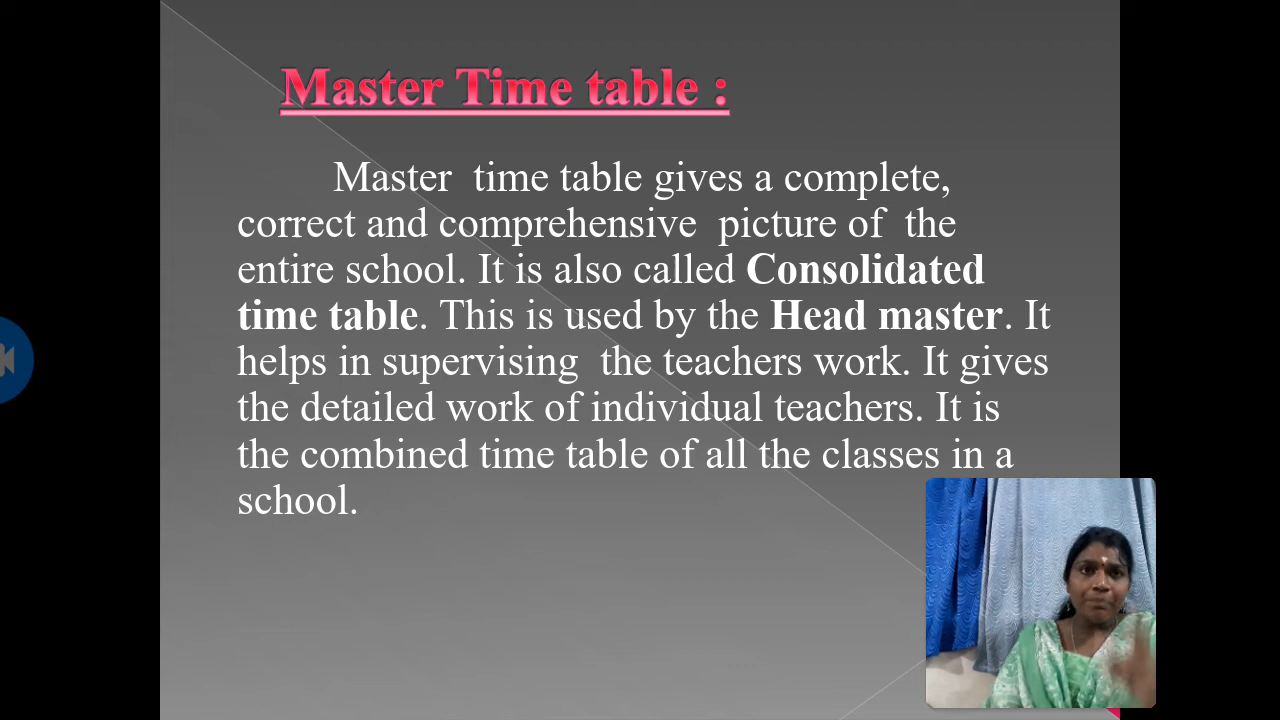 Master Time table :
Master time table gives a complete,
correct and comprehensive picture of the
entire school. It is also called Consolidated
time table. This is used by the Head master. It
helps in supervising the teachers work. It gives
the detailed work of individual teachers. It is
the combined time table of all the classes in a
school.